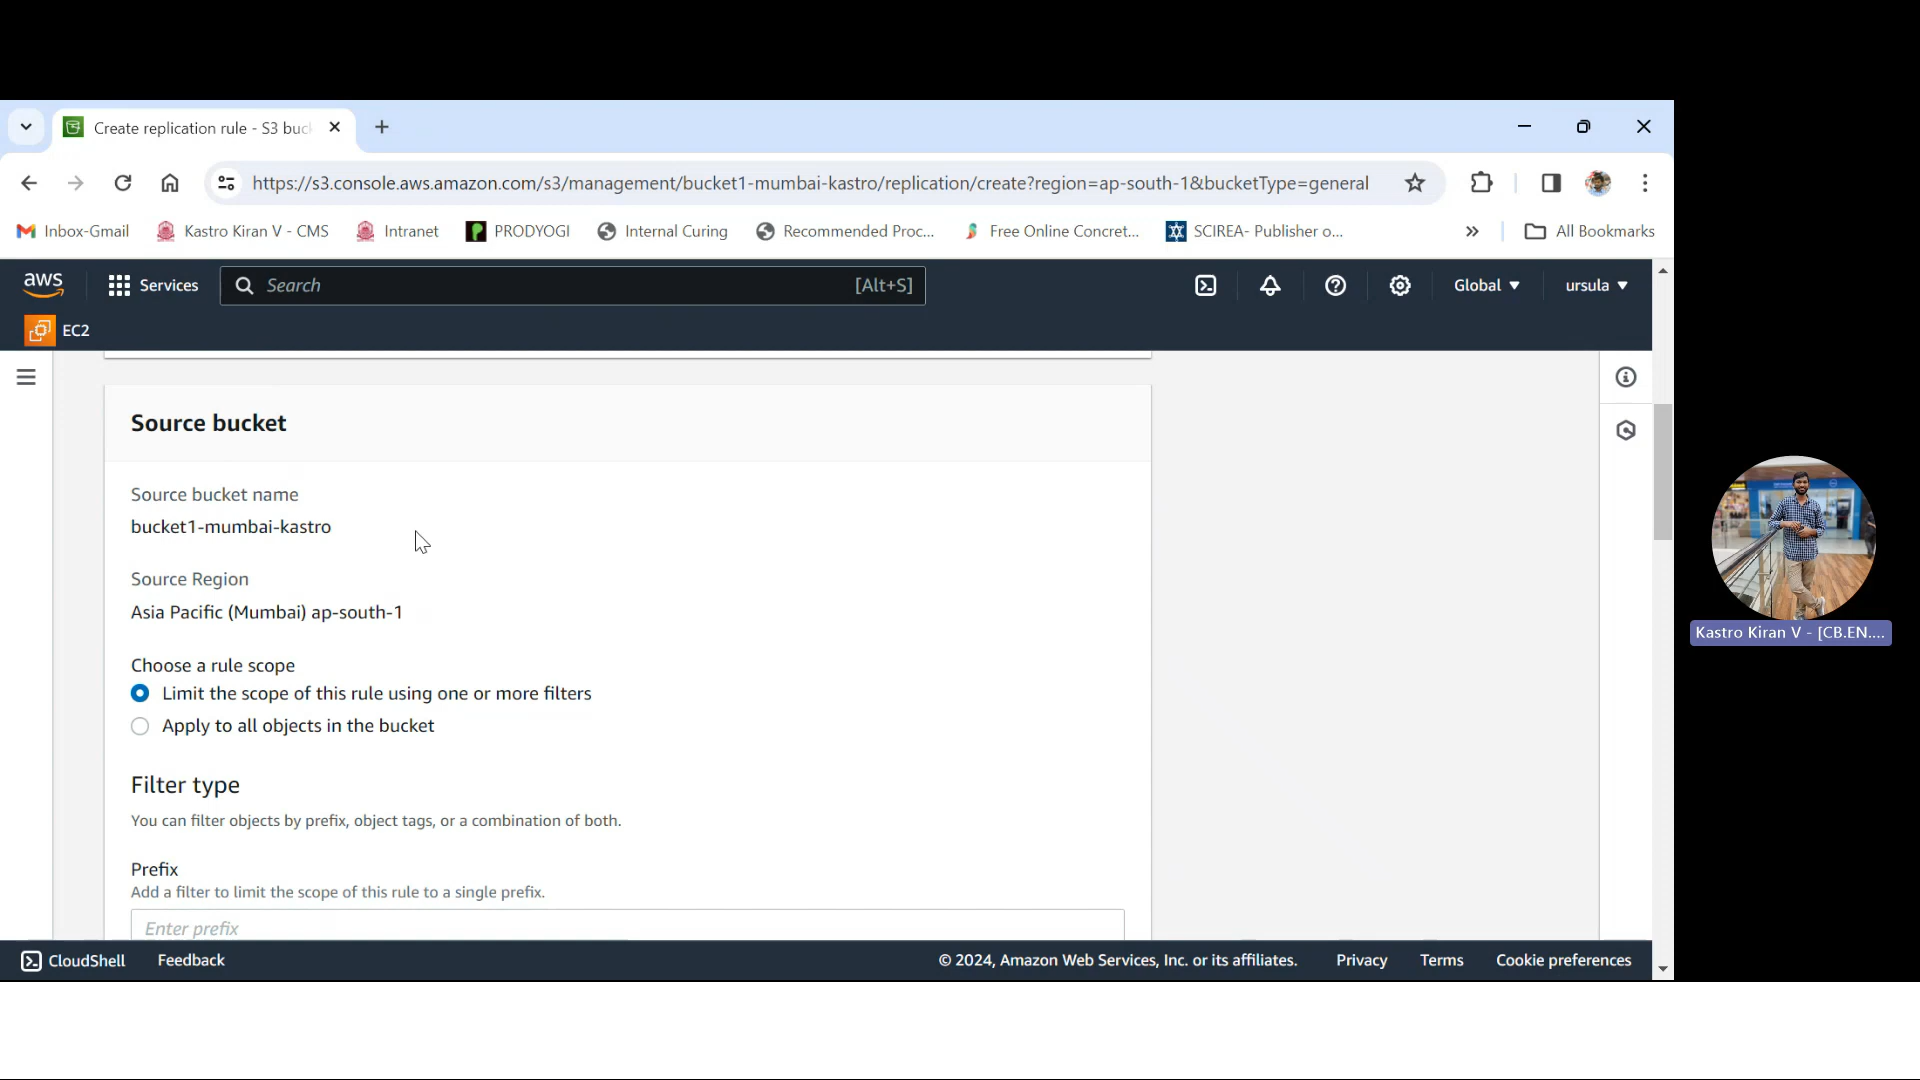 Create replication rule - S3 buc
https://s3.console.aws.amazon.com/s3/management/bucket1-mumbai-kastro/replication/create?region=ap-south-1&bucketType=general
Inbox-Gmail
Kastro Kiran V - CMS
Intranet
PRODYOGI
Internal Curing
Recommended Proc...
Free Online Concret...
SCIREA- Publisher o...
»
All Bookmarks
aws
Services
Search
[Alt+S]
Global
ursula
EC2
Source bucket
Source bucket name
bucket1-mumbai-kastro
Source Region
Asia Pacific (Mumbai) ap-south-1
Choose a rule scope
Limit the scope of this rule using one or more filters
Apply to all objects in the bucket
Filter type
You can filter objects by prefix, object tags, or a combination of both.
Prefix
Add a filter to limit the scope of this rule to a single prefix.
Enter prefix
Kastro Kiran V - [CB.EN....
CloudShell
Feedback
© 2024, Amazon Web Services, Inc. or its affiliates.
Privacy
Terms
Cookie preferences